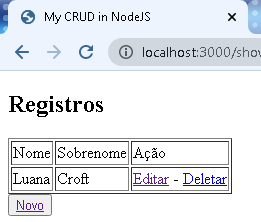 My CRUD in NodeJS
localhost:3000/show
Registros
Nome Sobrenome Ação
Luana Croft Editar - Deletar
Novo